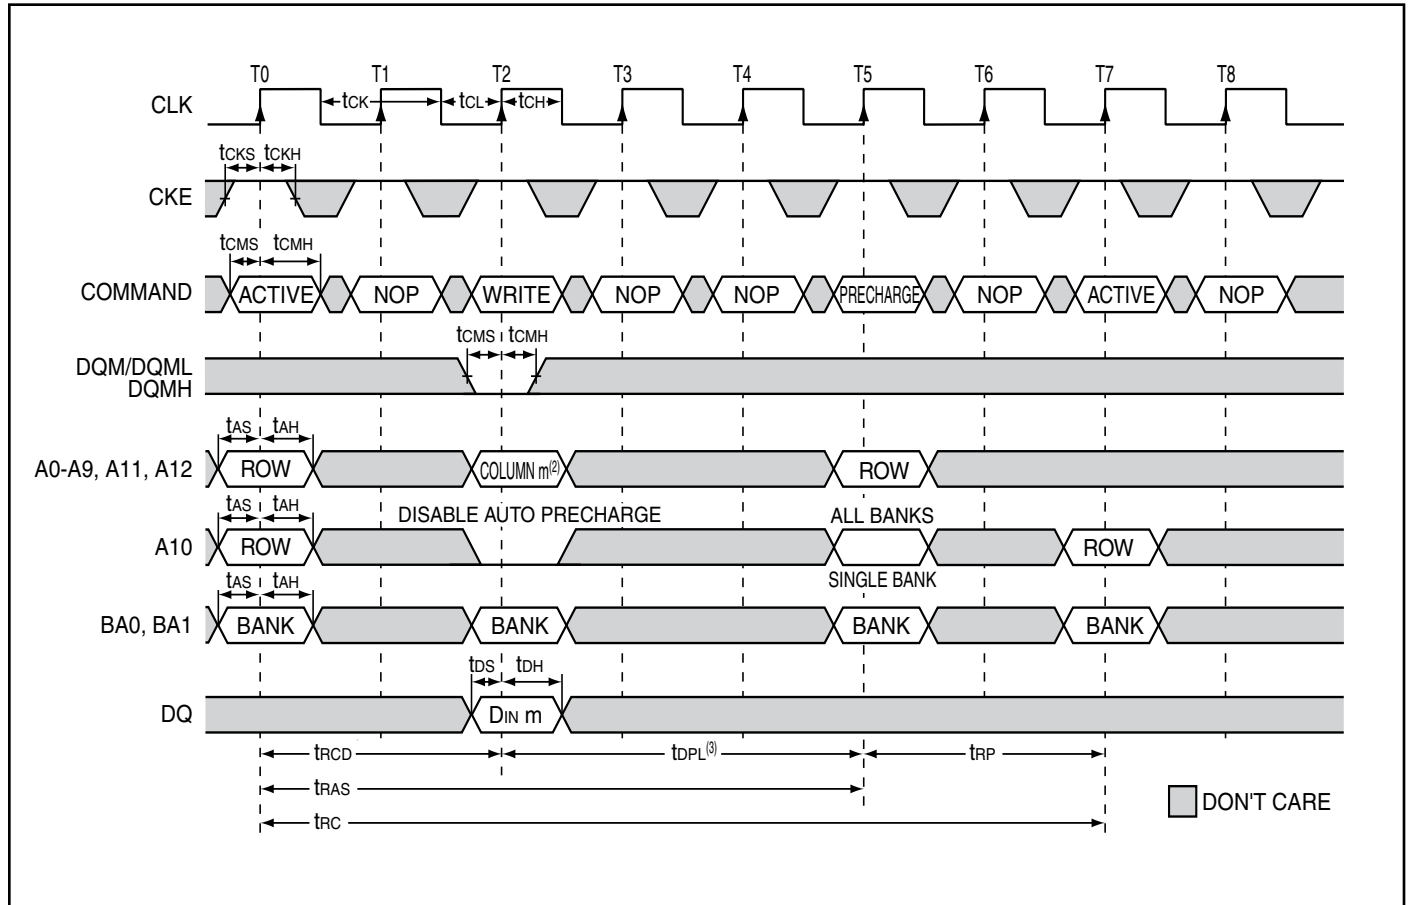 T0 T1 T2 T3 T4 T5 T6 T7 T8
CLK tCK tCL tCH
tCKS tCKH
CKE
tCMS tCMH
COMMAND ACTIVE NOP WRITE NOP NOP PRECHARGE NOP ACTIVE NOP
tCMS tCMH
DQM/DQML
DQMH
tAS tAH
A0-A9, A11, A12 ROW COLUMN m(2) ROW
tAS tAH DISABLE AUTO PRECHARGE ALL BANKS
A10 ROW ROW
tAS tAH SINGLE BANK
BA0, BA1 BANK BANK BANK BANK
tDS tDH
DQ DIN m
tRCD tDPL(3) tRP
tRAS
DON'T CARE
tRC